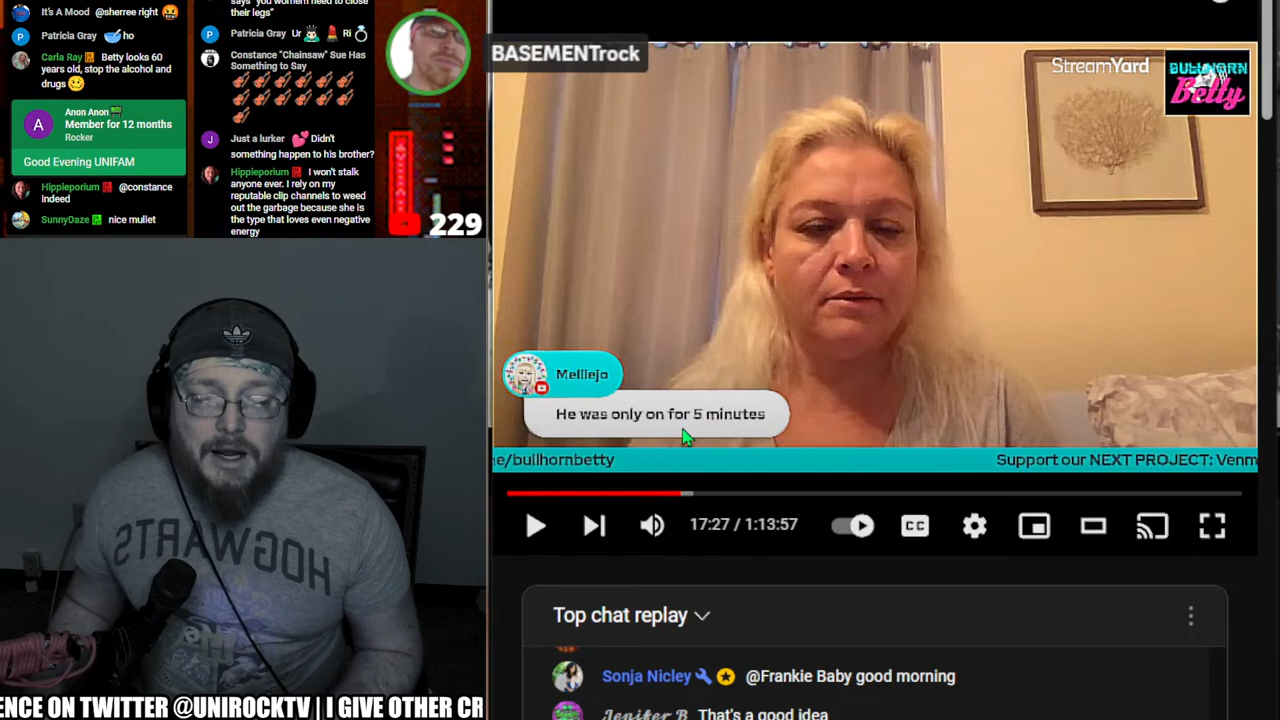 It's A Mood @sherree right
Patricia Gray ho
Carla Ray Betty looks 60
years old, stop the alcohol and
drugs
A
Anon Anon
Member for 12 months
Rocker
Good Evening UNIFAM
Hippieporium @constance
indeed
SunnyDaze nice mullet
says "you womern need to close
their legs"
P
Patricia Gray Ur Ri
Constance "Chainsaw" Sue Has
Something to Say
Just a lurker Didn't
something happen to his brother?
Hippieporium I won't stalk
anyone ever. I rely on my
reputable clip channels to weed
out the garbage because she is
the type that loves even negative
energy
229
BASEMENTrock
StreamYard
BULLHORN
Betty
HOGWARTS
Melliejo
He was only on for 5 minutes
e/bullhornbetty
Support our NEXT PROJECT: Venm
17:27 / 1:13:57
CC
Top chat replay
Sonja Nicley @Frankie Baby good morning
Jenifer B That's a good idea
ENCE ON TWITTER @UNIROCKTV | I GIVE OTHER CR